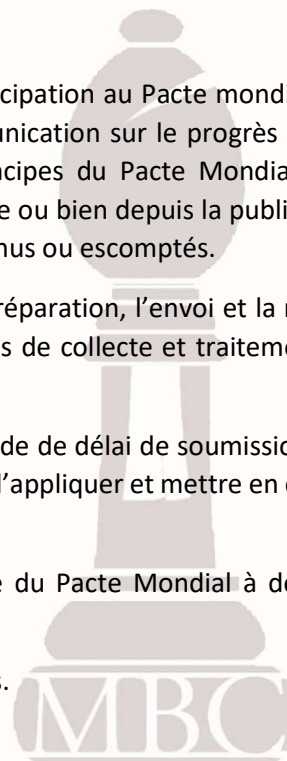 cipation au Pacte mondi
unication sur le progrès
ncipes du Pacte Mondia
e ou bien depuis la publi
nus ou escomptés.
réparation, l'envoi et la
s de collecte et traiteme
de de délai de soumissio
d'appliquer et mettre en
e du Pacte Mondial à de
s.
MBC